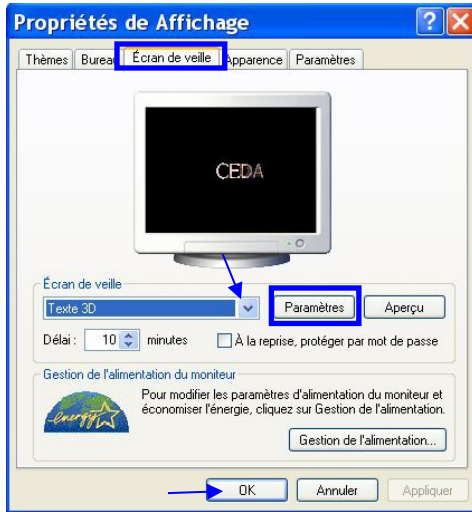 Propriétés de Affichage
Thèmes Bureau Écran de veille Apparence Paramètres
CEDA
Écran de veille
Texte 3D Paramètres Aperçu
Délai : 10 minutes À la reprise, protéger par mot de passe
Gestion de l'alimentation du moniteur
Pour modifier les paramètres d'alimentation du moniteur et
économiser l'énergie, cliquez sur Gestion de l'alimentation.
energy
Gestion de l'alimentation...
OK Annuler Appliquer